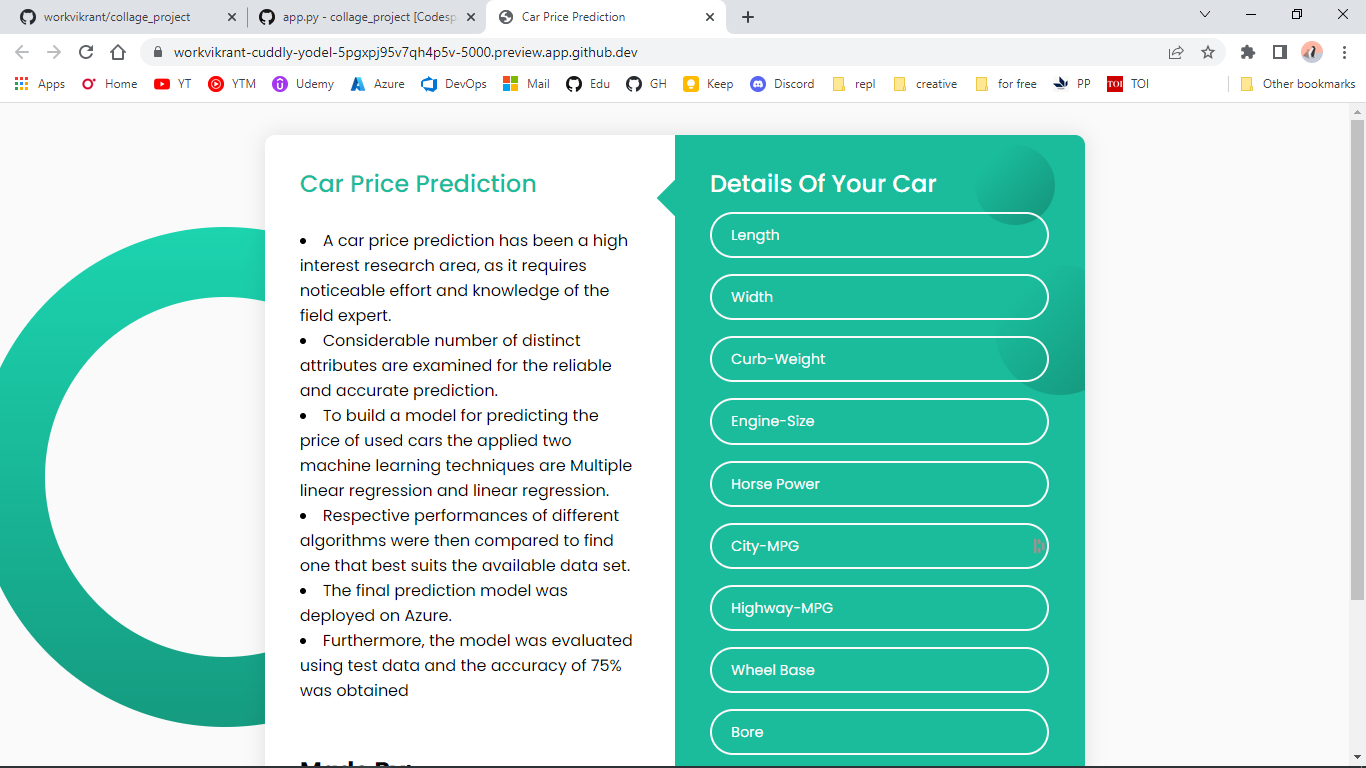 workvikrant/collage_project
app.py - collage_project [Codesp
Car Price Prediction
workvikrant-cuddly-yodel-5pgxpj95v7qh4p5v-5000.preview.app.github.dev
Apps
Home
YT
YTM
Udemy
Azure
DevOps
Mail
Edu
GH
Keep
Discord
repl
creative
for free
PP
TOI
TOI
Other bookmarks
Car Price Prediction
• A car price prediction has been a high
interest research area, as it requires
noticeable effort and knowledge of the
field expert.
• Considerable number of distinct
attributes are examined for the reliable
and accurate prediction.
• To build a model for predicting the
price of used cars the applied two
machine learning techniques are Multiple
linear regression and linear regression.
• Respective performances of different
algorithms were then compared to find
one that best suits the available data set.
• The final prediction model was
deployed on Azure.
• Furthermore, the model was evaluated
using test data and the accuracy of 75%
was obtained
Details Of Your Car
Length
Width
Curb-Weight
Engine-Size
Horse Power
City-MPG
Highway-MPG
Wheel Base
Bore